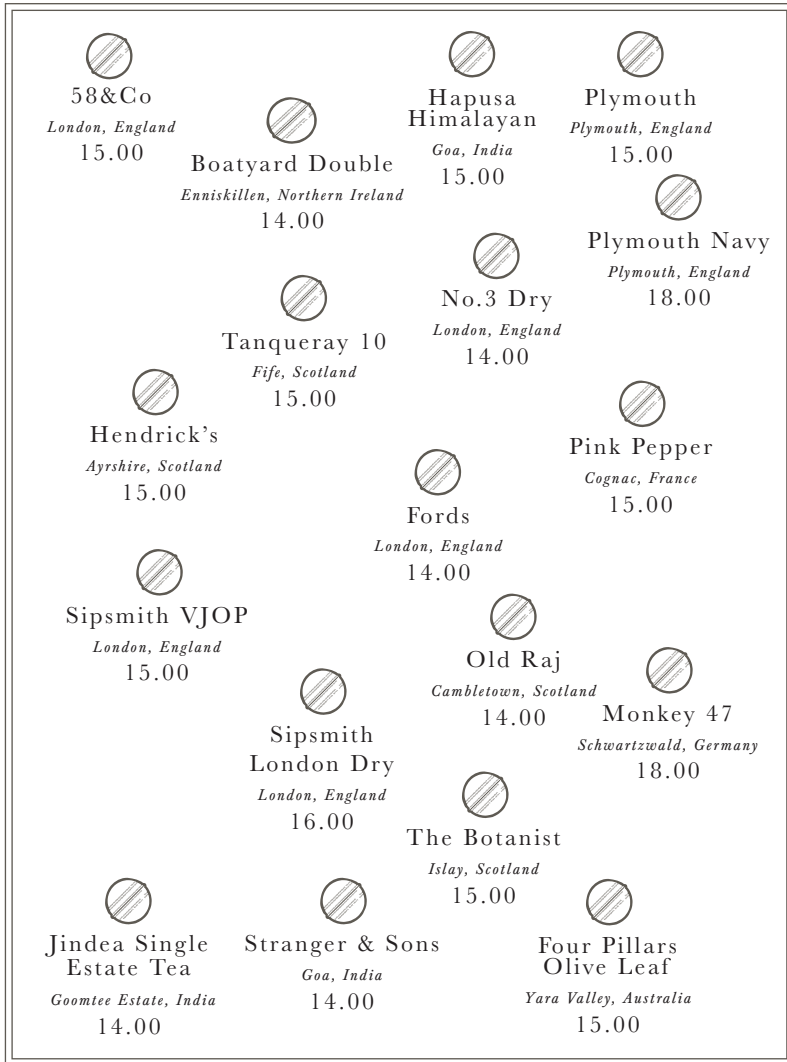 58&Co
London, England
15.00
Boatyard Double
Enniskillen, Northern Ireland
14.00
Hapusa
Himalayan
Goa, India
15.00
Plymouth
Plymouth, England
15.00
Plymouth Navy
Plymouth, England
18.00
No.3 Dry
London, England
14.00
Tanqueray 10
Fife, Scotland
15.00
Hendrick's
Ayrshire, Scotland
15.00
Pink Pepper
Cognac, France
15.00
Fords
London, England
14.00
Sipsmith VJOP
London, England
15.00
Old Raj
Cambletown, Scotland
14.00
Monkey 47
Schwartzwald, Germany
18.00
Sipsmith
London Dry
London, England
16.00
The Botanist
Islay, Scotland
15.00
Jindea Single
Estate Tea
Goomtee Estate, India
14.00
Stranger & Sons
Goa, India
14.00
Four Pillars
Olive Leaf
Yara Valley, Australia
15.00